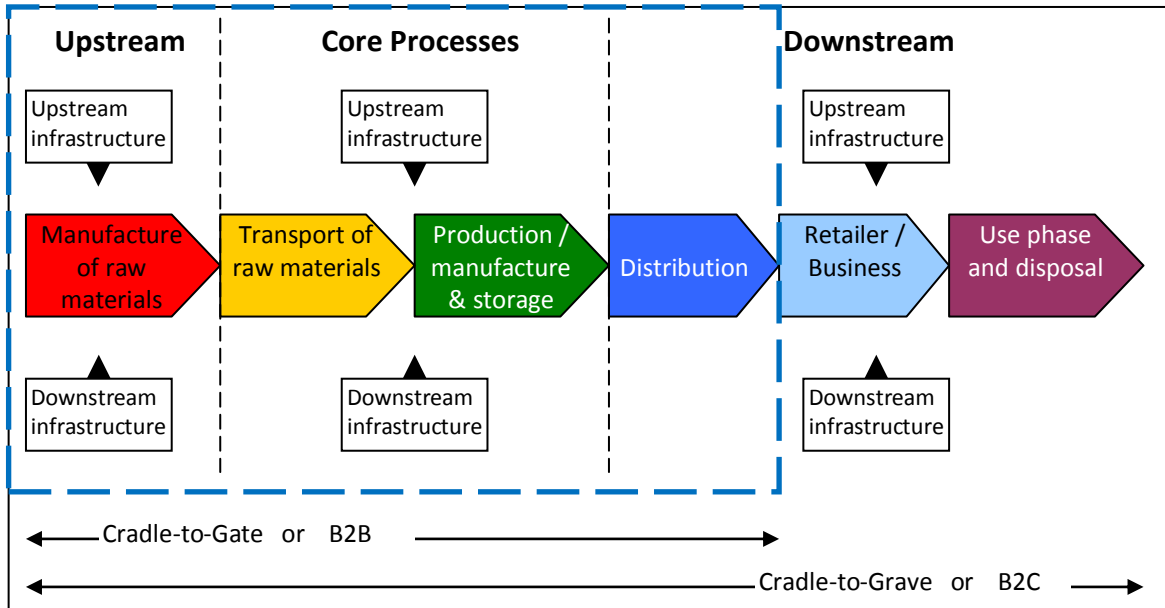 Upstream
Core Processes
Downstream
Upstream
infrastructure
Upstream
infrastructure
Upstream
infrastructure
Manufacture
of raw
materials
Transport of
raw materials
Production /
manufacture
& storage
Distribution
Retailer /
Business
Use phase
and disposal
Downstream
infrastructure
Downstream
infrastructure
Downstream
infrastructure
Cradle-to-Gate or B2B
Cradle-to-Grave or B2C